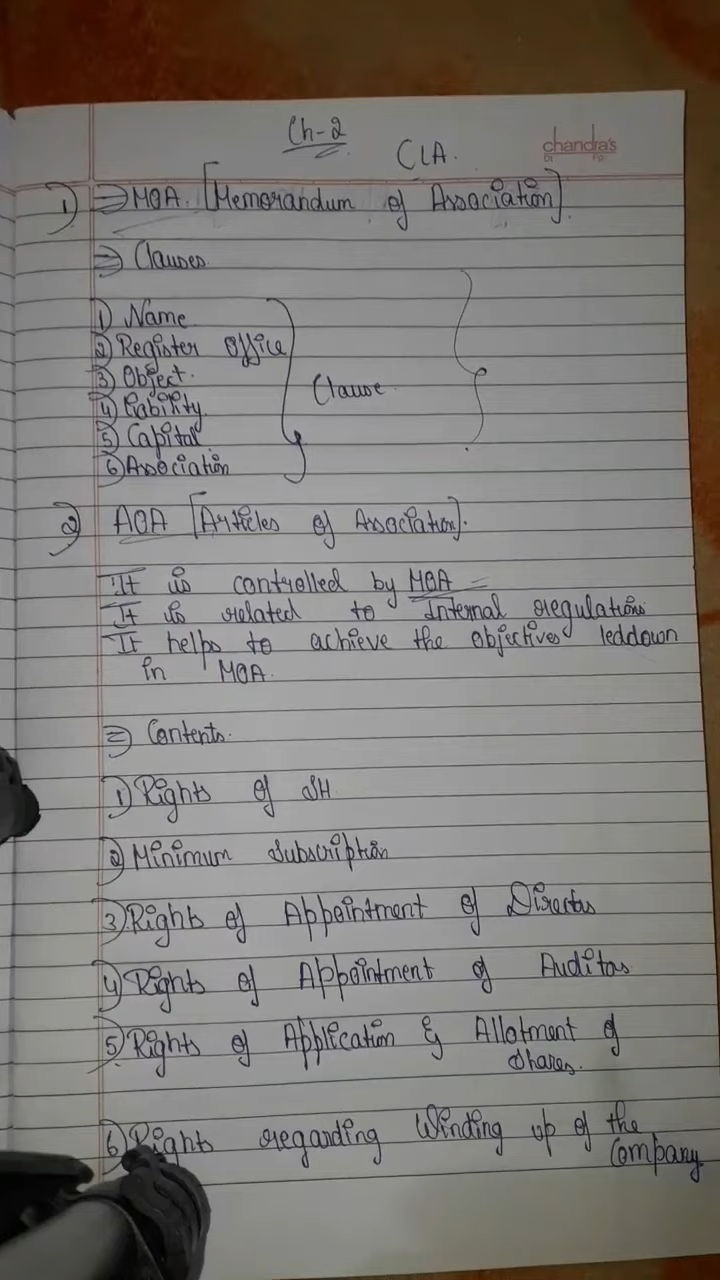 Ch-2
CLA.
chandra's
1) => MOA. [Memorandum of Association]
=> Clauses.
1) Name
2) Register office
3) Object.
Clause.
4) Liability
5) Capital
6) Association
2) AOA [Articles of Association].
It is controlled by MOA
It is related to Internal regulations
It helps to achieve the objectives leddown
in MOA.
=> Contents.
1) Rights of SH
2) Minimum Subscription
3) Rights of Appointment of Directors
4) Rights of Appointment of Auditors
5) Rights of Application & Allotment of
Shares.
6) Rights regarding Winding up of the
Company